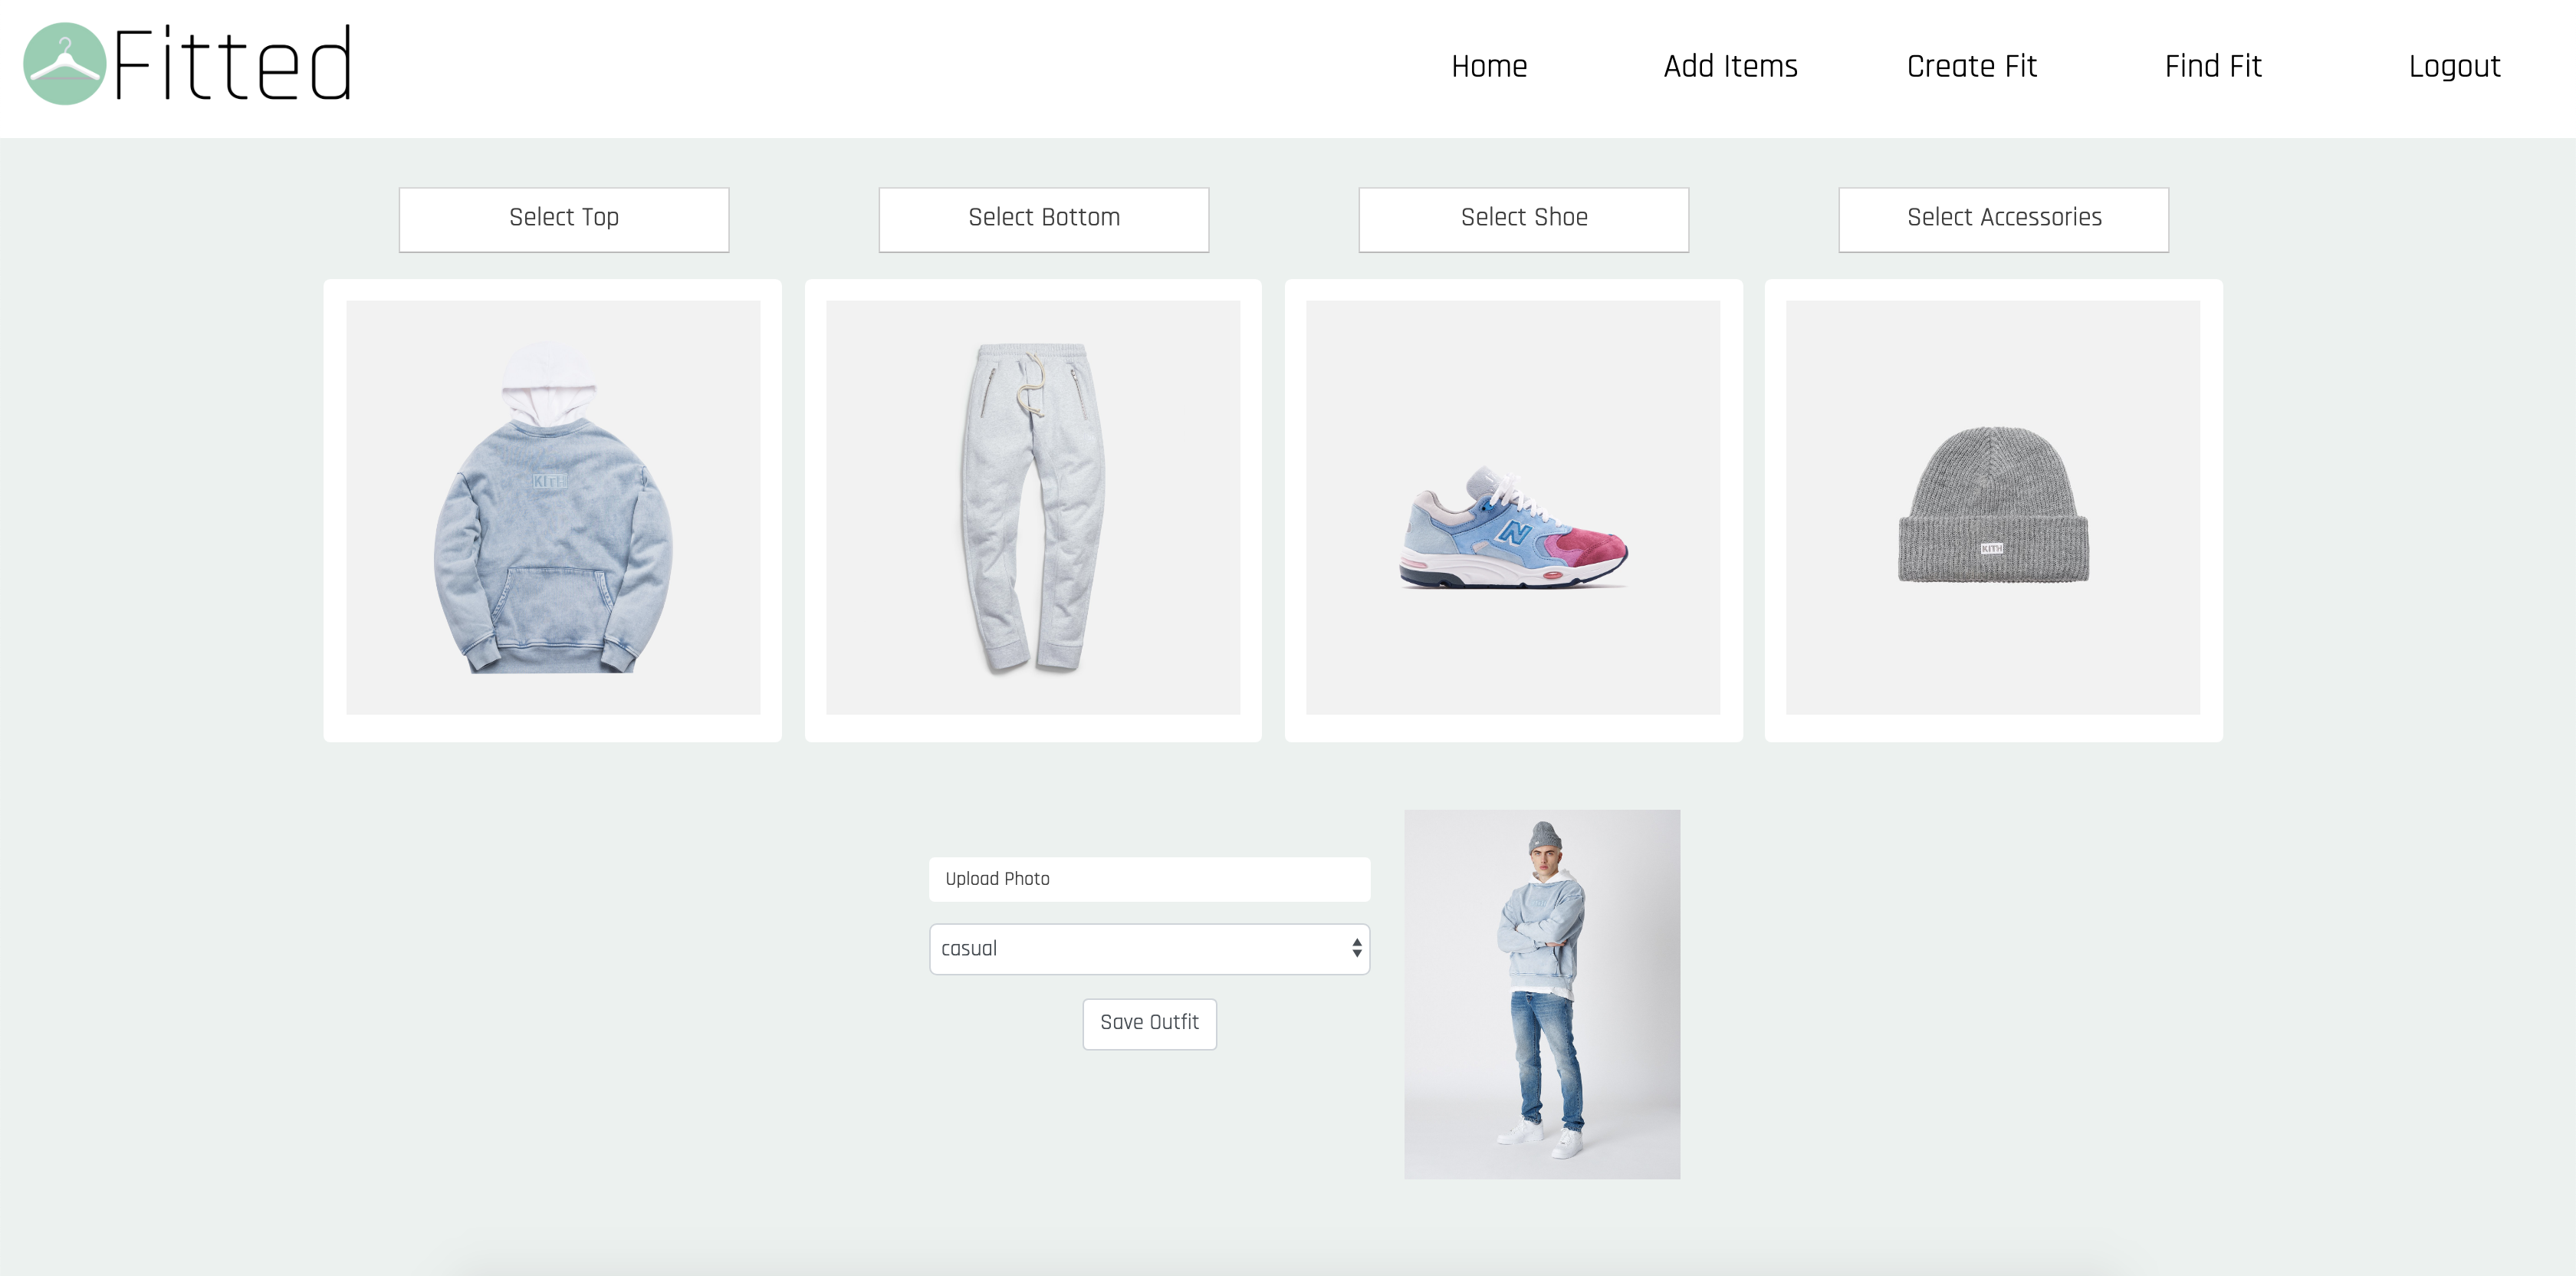 Fitted
Home Add Items Create Fit Find Fit Logout
Select Top Select Bottom Select Shoe Select Accessories
KITH
N
KITH
Upload Photo
casual
Save Outfit